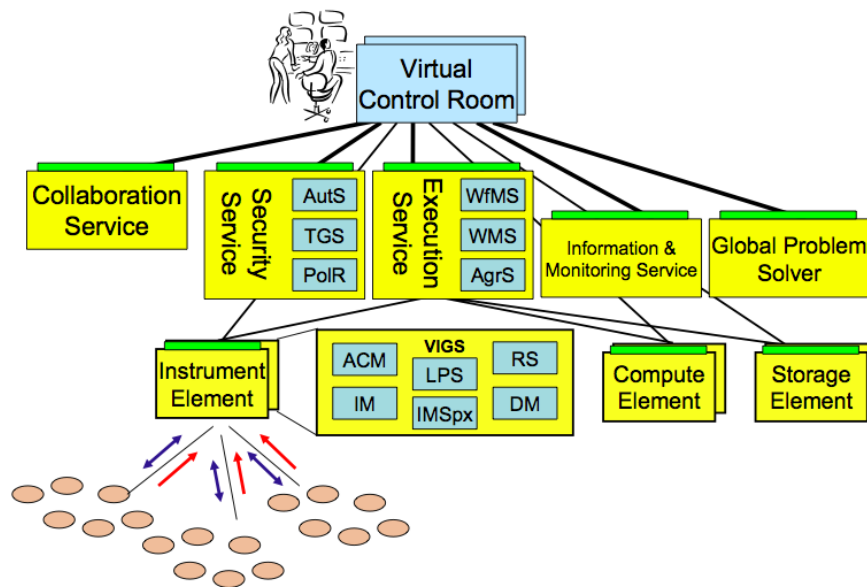 Virtual
Control Room
Collaboration
Service
Security
Service
AutS
TGS
PolR
Execution
Service
WfMS
WMS
AgrS
Information &
Monitoring Service
Global Problem
Solver
Instrument
Element
VIGS
ACM
LPS
RS
IM
IMSpx
DM
Compute
Element
Storage
Element